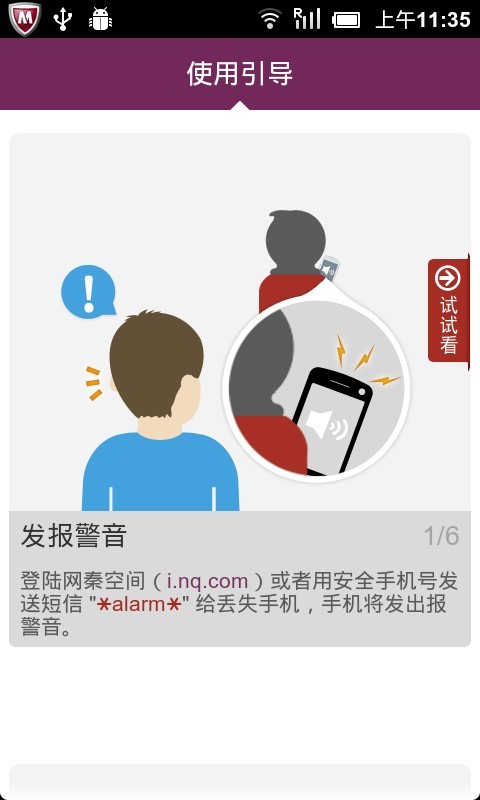 R
上午11:35
使用引导
试试看
发报警音
1/6
登陆网秦空间（i.nq.com）或者用安全手机号发
送短信 "*alarm*" 给丢失手机，手机将发出报
警音。